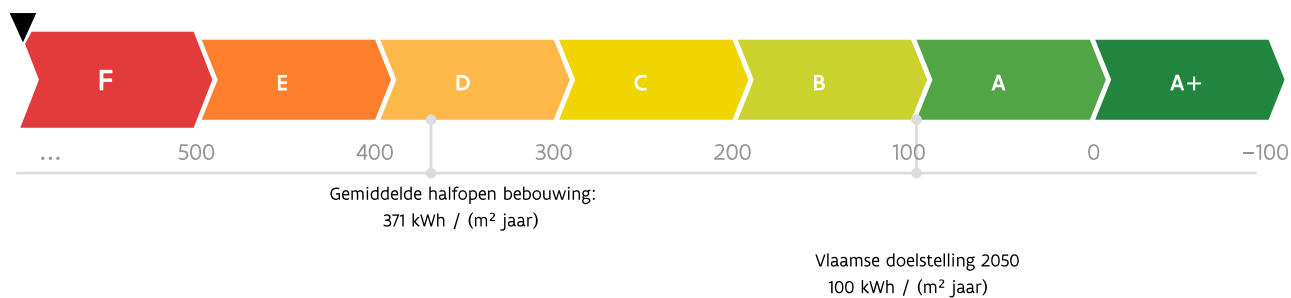 F E D C B A A+
... 500 400 300 200 100 0 −100
Gemiddelde halfopen bebouwing:
371 kWh / (m² jaar)
Vlaamse doelstelling 2050
100 kWh / (m² jaar)